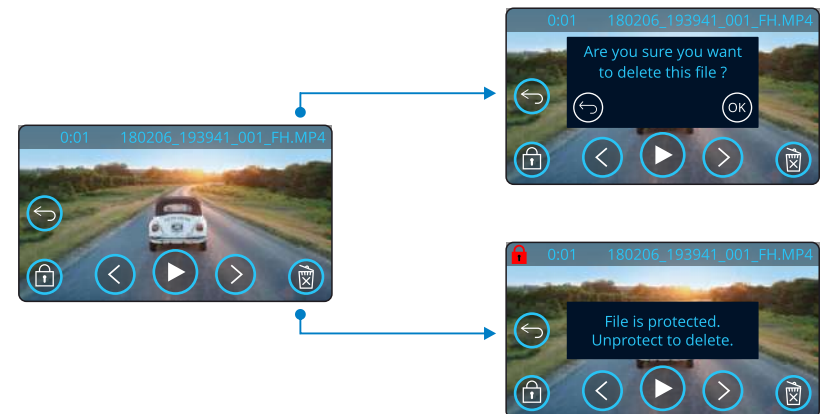 0:01 180206_193941_001_FH.MP4
0:01 180206_193941_001_FH.MP4
Are you sure you want
to delete this file ?
OK
0:01 180206_193941_001_FH.MP4
File is protected.
Unprotect to delete.